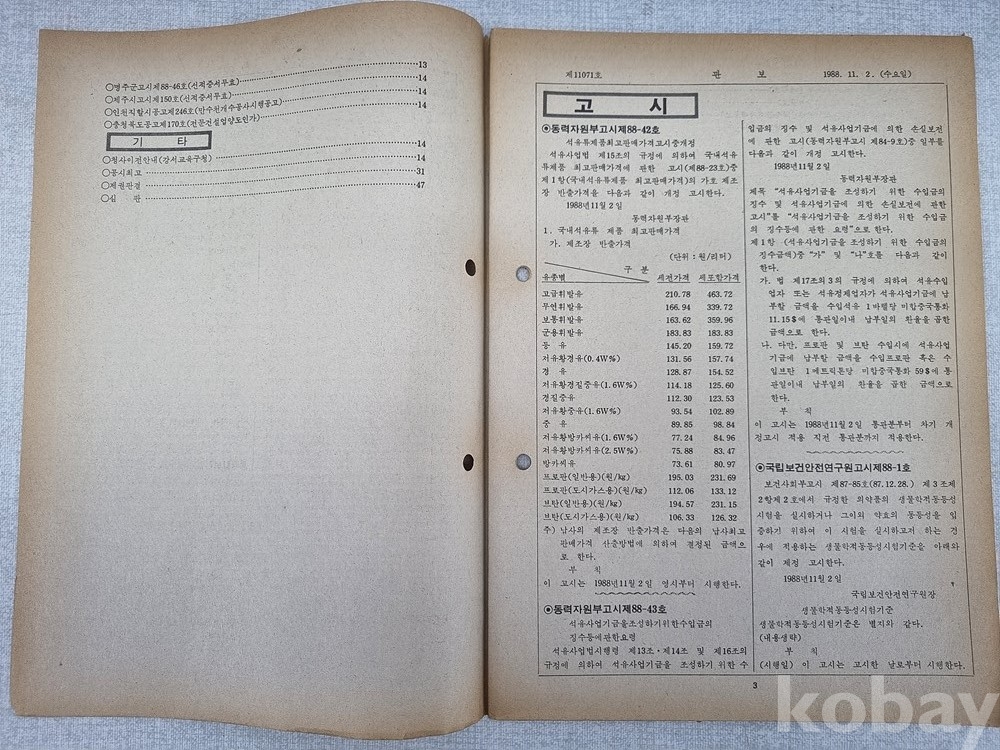 ○명주군고시제88-46호(선적증서무효) 13
○제주시고시제150호(선적증서무효) 14
○인천직할시공고제246호(만수천개수공사시행공고) 14
○충청북도공고제170호(전문건설업양도인가) 14
기 타
○청사이전안내(강서교육구청) 14
○공시최고 14
○제권판결 31
○심 판 47
제11071호 관 보 1988. 11. 2. (수요일)
고 시
◉동력자원부고시제88-42호
석유류제품최고판매가격고시중개정
석유사업법 제15조의 규정에 의하여 국내석유
류제품 최고판매가격에 관한 고시(제88-23호)중
제1항(국내석유류제품 최고판매가격)의 가호 제조
장 반출가격을 다음과 같이 개정 고시한다.
1988년11월 2일
동력자원부장관
1. 국내석유류 제품 최고판매가격
가. 제조장 반출가격
(단위 : 원/리터)
유종별 구 분 세전가격 세포함가격
고급휘발유 210.78 463.72
무연휘발유 166.94 339.72
보통휘발유 163.62 359.96
군용휘발유 183.83 183.83
등 유 145.20 159.72
저유황경유(0.4W%) 131.56 157.74
경 유 128.87 154.52
저유황경질중유(1.6W%) 114.18 125.60
경질중유 112.30 123.53
저유황중유(1.6W%) 93.54 102.89
중 유 89.85 98.84
저유황방카씨유(1.6W%) 77.24 84.96
저유황방카씨유(2.5W%) 75.88 83.47
방카씨유 73.61 80.97
프로판(일반용)(원/kg) 195.03 231.69
프로판(도시가스용)(원/kg) 112.06 133.12
브탄(일반용)(원/kg) 194.57 231.15
브탄(도시가스용)(원/kg) 106.33 126.32
주) 납사의 제조장 반출가격은 다음의 납사최고
판매가격 산출방법에 의하여 결정된 금액으
로 한다.
부 칙
이 고시는 1988년11월 2일 영시부터 시행한다.
◉동력자원부고시제88-43호
석유사업기금을조성하기위한수입금의
징수등에관한요령
석유사업법시행령 제13조·제14조 및 제16조의
규정에 의하여 석유사업기금을 조성하기 위한 수
입금의 징수 및 석유사업기금에 의한 손실보전
에 관한 고시(동력자원부고시 제84-9호)중 일부를
다음과 같이 개정 고시한다.
1988년11월 2일
동력자원부장관
제목 “석유사업기금을 조성하기 위한 수입금의
징수 및 석유사업기금에 의한 손실보전에 관한
고시”를 “석유사업기금을 조성하기 위한 수입금
의 징수등에 관한 요령”으로 한다.
제1항 (석유사업기금을 조성하기 위한 수입금의
징수금액)중 “가” 및 “나”호를 다음과 같이
한다.
가. 법 제17조의 3의 규정에 의하여 석유수입
업자 또는 석유정제업자가 석유사업기금에 납
부할 금액을 수입석유 1바렐당 미합중국통화
11.15$에 통관일이내 납부일의 환율을 곱한
금액으로 한다.
나. 다만, 프로판 및 브탄 수입시에 석유사업
기금에 납부할 금액을 수입프로판 혹은 수
입브탄 1메트릭톤당 미합중국통화 59$에 통
관일이내 납부일의 환율을 곱한 금액으로
한다.
부 칙
이 고시는 1988년11월 2일 통관분부터 차기 개
정고시 적용 직전 통관분까지 적용한다.
◉국립보건안전연구원고시제88-1호
보건사회부고시 제87-85호(87.12.28.) 제3조제
2항제2호에서 규정한 의약품의 생물학적동등성
시험을 실시하거나 그이외 약효의 동등성을 입
증하기 위하여 이 시험을 실시하고저 하는 경
우에 적용하는 생물학적동등성시험기준을 아래와
같이 제정 고시한다.
1988년11월 2일
국립보건안전연구원장
생물학적동등성시험기준
생물학적동등성시험기준은 별지와 같다.
(내용생략)
부 칙
(시행일) 이 고시는 고시한 날로부터 시행한다.
3
kobay